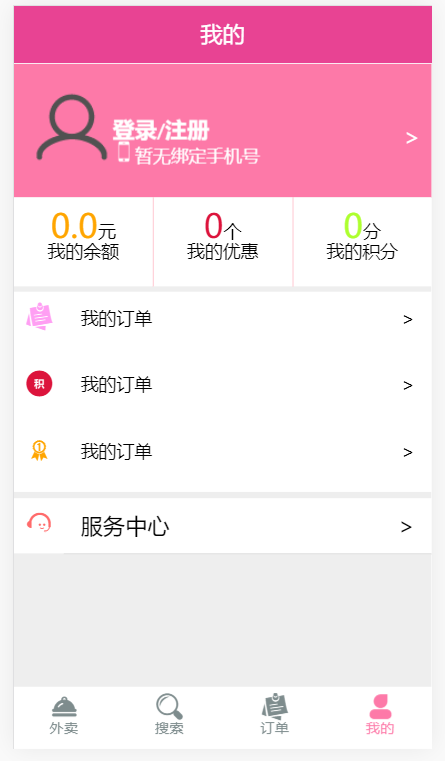 我的
登录/注册
暂无绑定手机号
>
0.0元
我的余额
0个
我的优惠
0分
我的积分
我的订单 >
积 我的订单 >
1 我的订单 >
服务中心 >
外卖
搜索
订单
我的